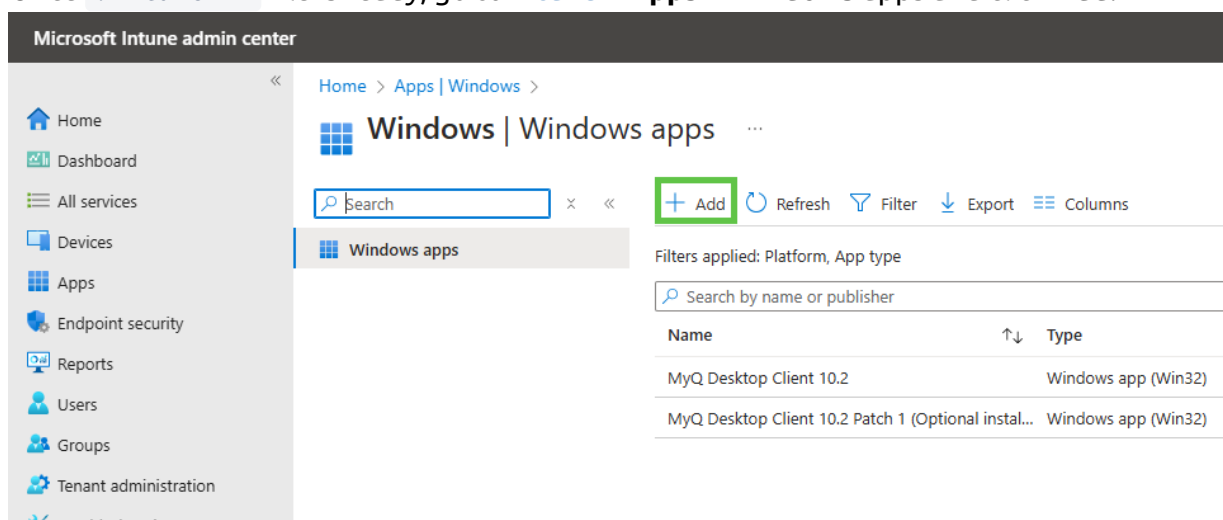 Microsoft Intune admin center
Home > Apps | Windows >
Windows | Windows apps ...
Home
Dashboard
All services
Devices
Apps
Endpoint security
Reports
Users
Groups
Tenant administration
Search
Windows apps
Add Refresh Filter Export Columns
Filters applied: Platform, App type
Search by name or publisher
Name Type
MyQ Desktop Client 10.2 Windows app (Win32)
MyQ Desktop Client 10.2 Patch 1 (Optional instal... Windows app (Win32)